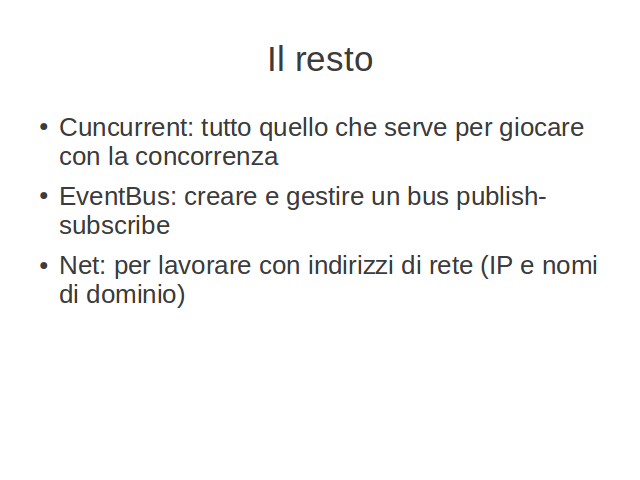 Il resto
• Cuncurrent: tutto quello che serve per giocare
con la concorrenza
• EventBus: creare e gestire un bus publish-
subscribe
• Net: per lavorare con indirizzi di rete (IP e nomi
di dominio)